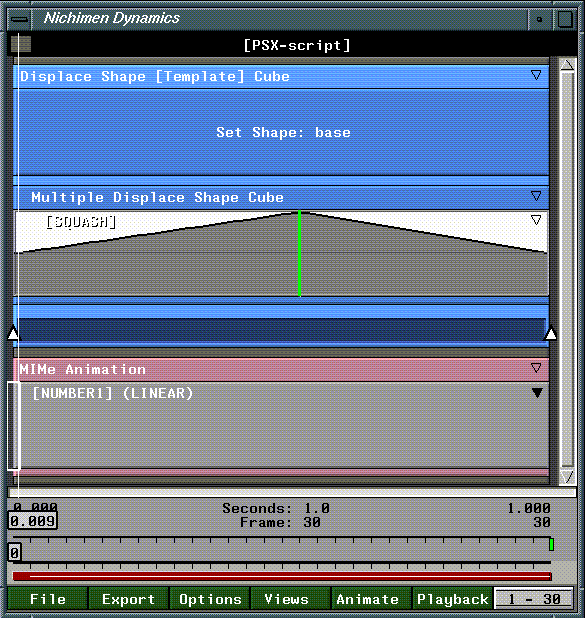 Nichimen Dynamics
[PSX-script]
Displace Shape [Template] Cube
Set Shape: base
Multiple Displace Shape Cube
[SQUASH]
MIMe Animation
[NUMBER1] (LINEAR)
0.000 Seconds: 1.0 1.000
0.009 Frame: 30 30
0
File Export Options Views Animate Playback 1 - 30